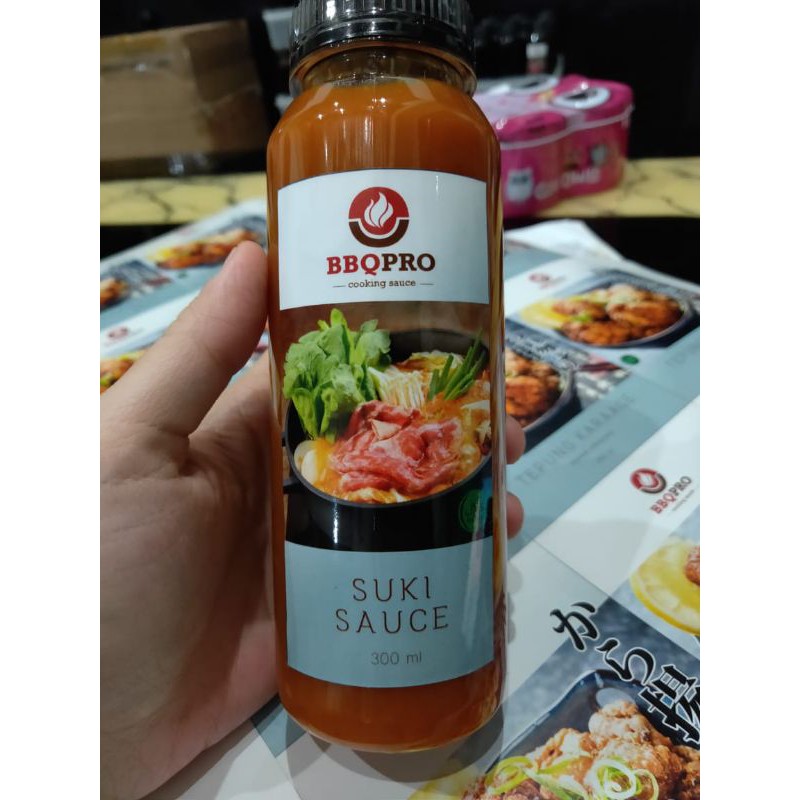 BBQPRO
cooking sauce
SUKI
SAUCE
300 ml
TEPUNG KARAAGE
BBQPRO
から揚